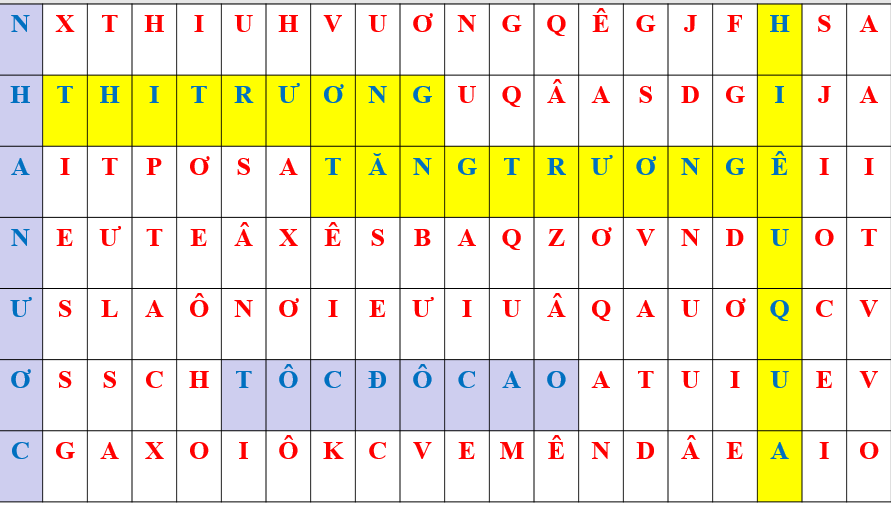 N X T H I U H V U Ơ N G Q Ê G J F H S A
H T H I T R Ư Ơ N G U Q Â A S D G I J A
A I T P Ơ S A T Ă N G T R Ư Ơ N G Ê I I
N E Ư T E Â X Ê S B A Q Z Ơ V N D U O T
Ư S L A Ô N Ơ I E Ư I U Â Q A U Ơ Q C V
Ơ S S C H T Ô C Đ Ô C A O A T U I U E V
C G A X O I Ô K C V E M Ê N D Â E A I O